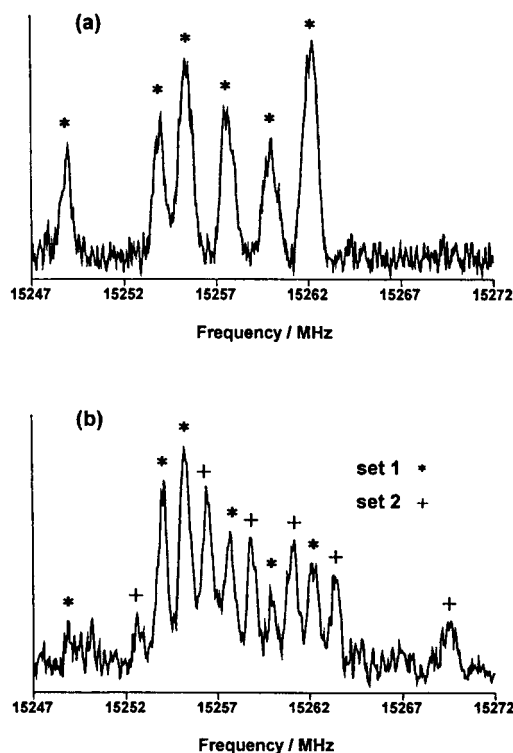 (a)
* * * * * *
15247 15252 15257 15262 15267 15272
Frequency / MHz
(b)
set 1 *
set 2 +
* * * + * + * + * + + +
15247 15252 15257 15262 15267 15272
Frequency / MHz